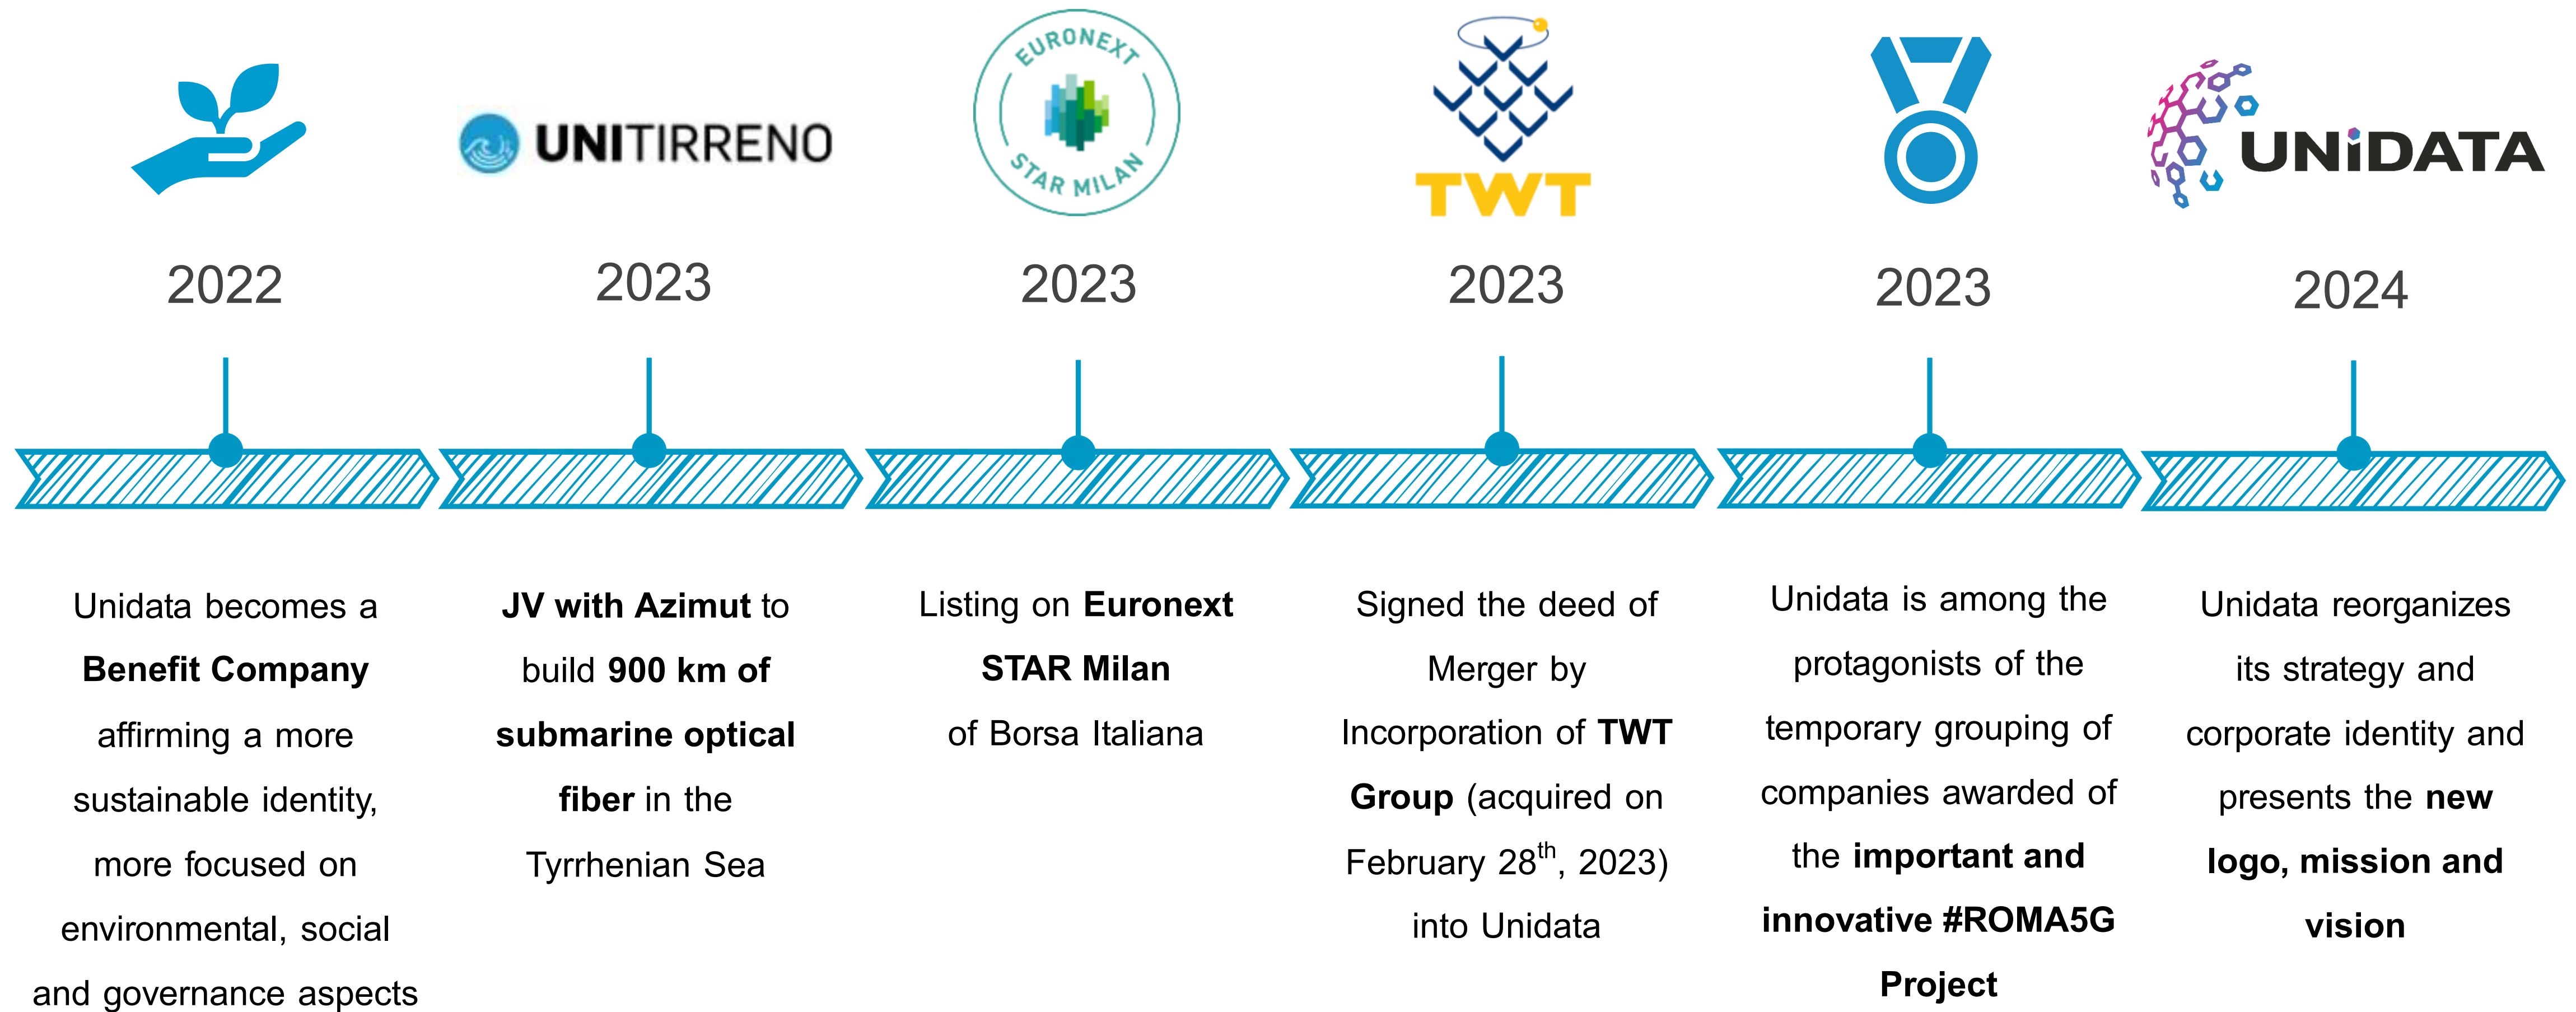 EURONEXT
STAR MILAN
UNITIRRENO
TWT
UNiDATA
2022
2023
2023
2023
2023
2024
Unidata becomes a
Benefit Company
affirming a more
sustainable identity,
more focused on
environmental, social
and governance aspects
JV with Azimut to
build 900 km of
submarine optical
fiber in the
Tyrrhenian Sea
Listing on Euronext
STAR Milan
of Borsa Italiana
Signed the deed of
Merger by
Incorporation of TWT
Group (acquired on
February 28th, 2023)
into Unidata
Unidata is among the
protagonists of the
temporary grouping of
companies awarded of
the important and
innovative #ROMA5G
Project
Unidata reorganizes
its strategy and
corporate identity and
presents the new
logo, mission and
vision